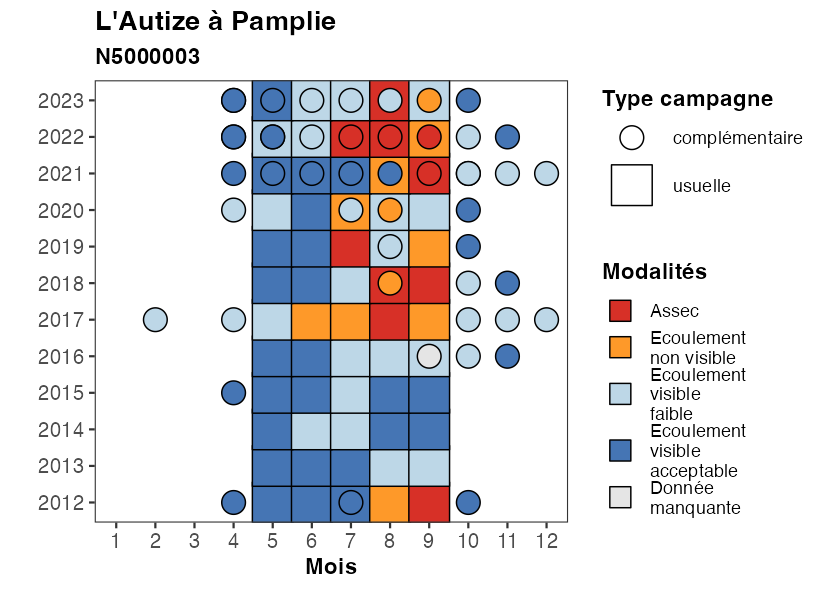 L'Autize à Pamplie
N5000003
2023
2022
2021
2020
2019
2018
2017
2016
2015
2014
2013
2012
1 2 3 4 5 6 7 8 9 10 11 12
Mois
Type campagne
complémentaire
usuelle
Modalités
Assec
Ecoulement
non visible
Ecoulement
visible
faible
Ecoulement
visible
acceptable
Donnée
manquante